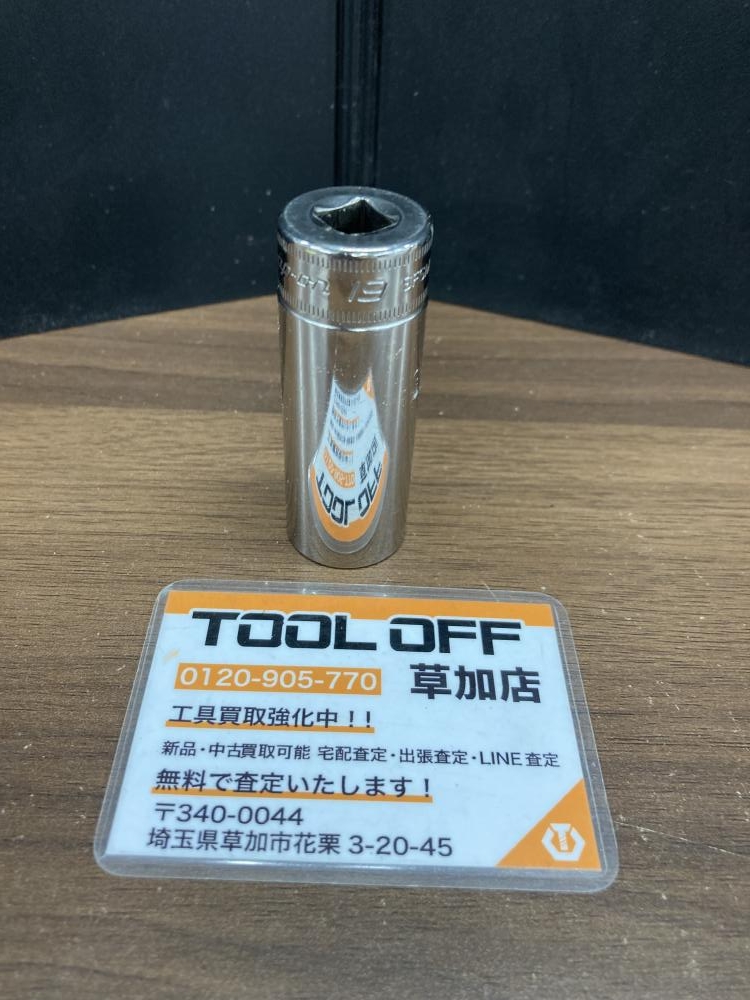 19
TOOL OFF
0120-905-770 草加店
工具買取強化中！！
新品・中古買取可能 宅配査定・出張査定・LINE査定
無料で査定いたします！
〒340-0044
埼玉県草加市花栗 3-20-45